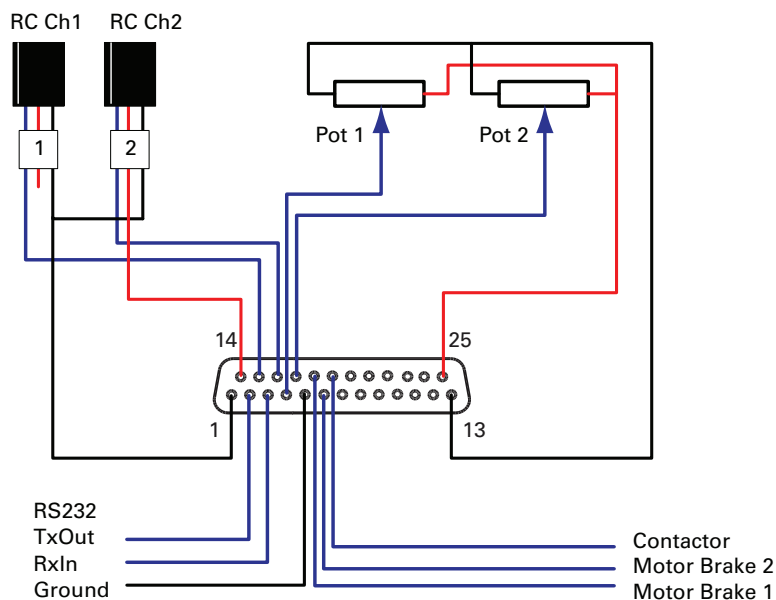 RC Ch1 RC Ch2
1 2
Pot 1 Pot 2
14 25
1 13
RS232
TxOut
RxIn
Ground
Contactor
Motor Brake 2
Motor Brake 1